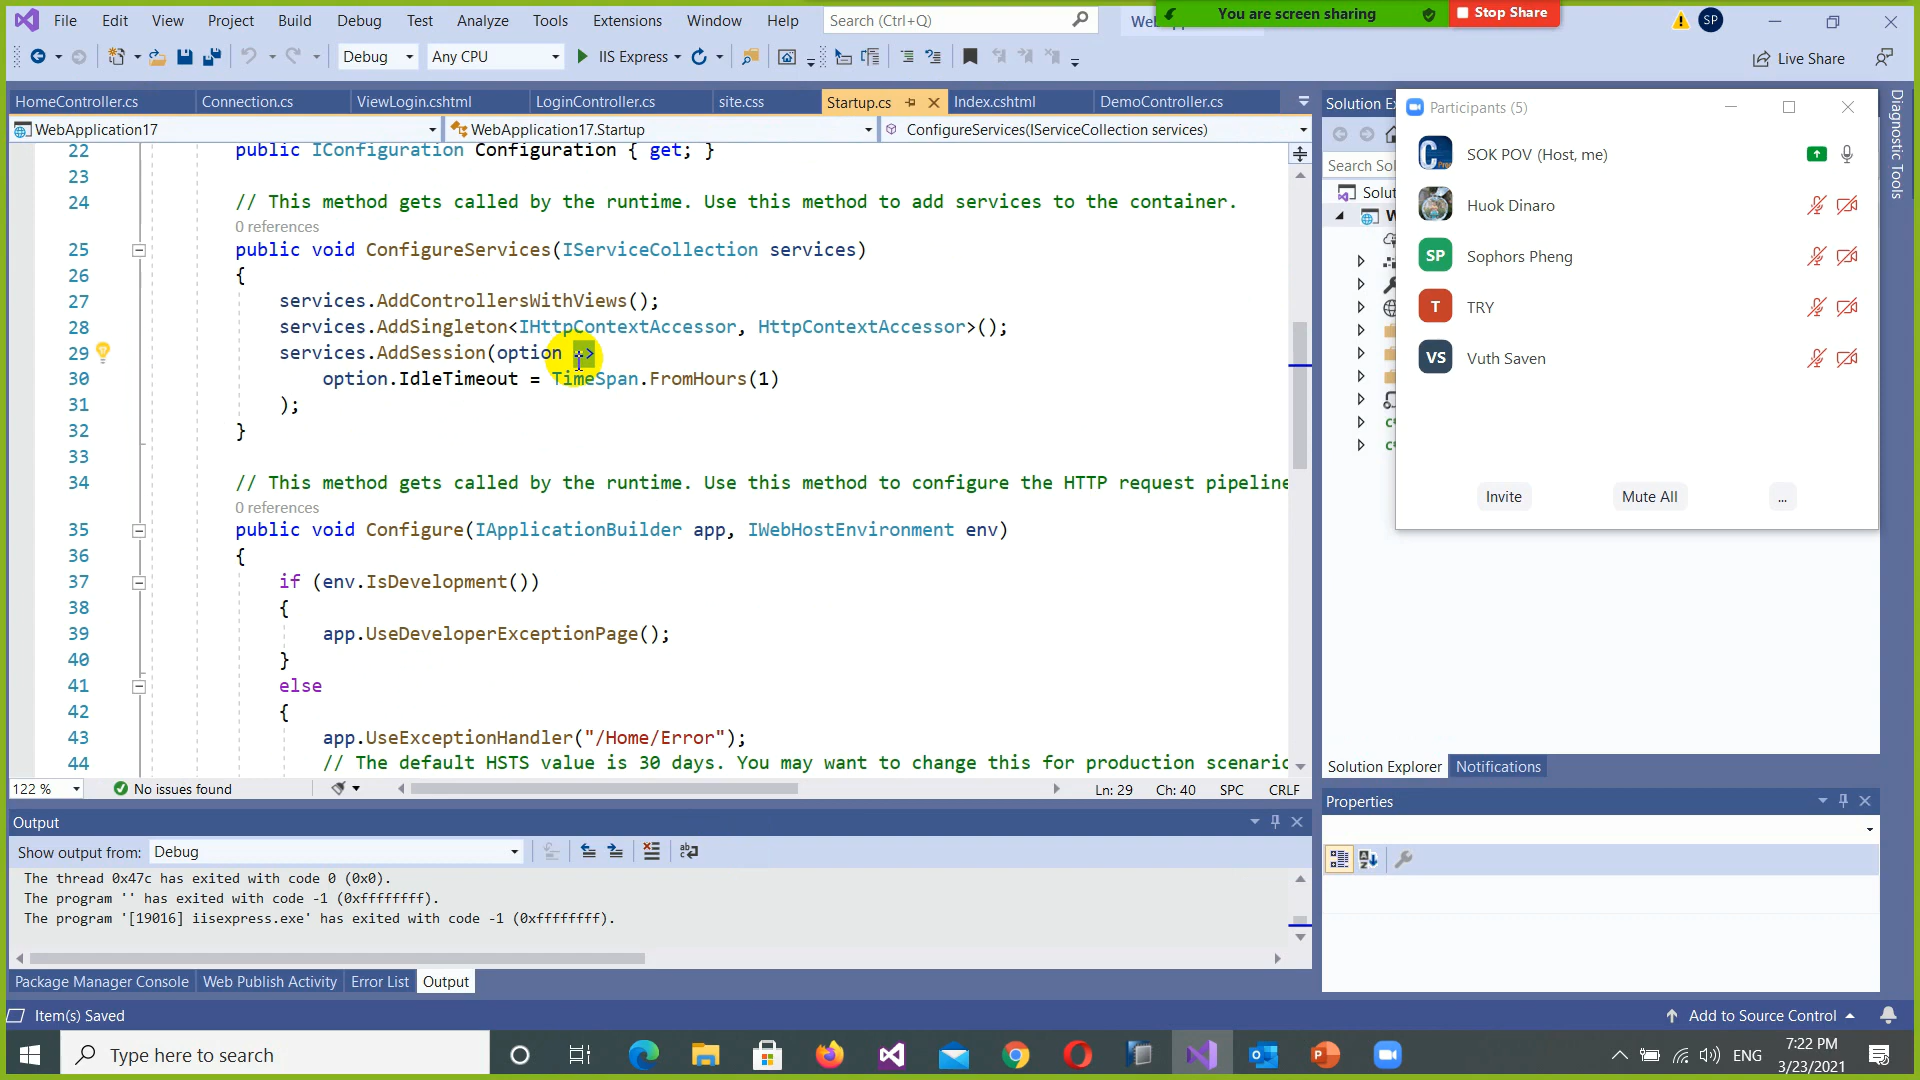 File Edit View Project Build Debug Test Analyze Tools Extensions Window Help
Search (Ctrl+Q)
You are screen sharing
Stop Share
SP
Debug
Any CPU
IIS Express
Live Share
HomeController.cs
Connection.cs
ViewLogin.cshtml
LoginController.cs
site.css
Startup.cs
Index.cshtml
DemoController.cs
WebApplication17
WebApplication17.Startup
ConfigureServices(IServiceCollection services)
22 public IConfiguration Configuration { get; }
23
24 // This method gets called by the runtime. Use this method to add services to the container.
0 references
25 public void ConfigureServices(IServiceCollection services)
26 {
27 services.AddControllersWithViews();
28 services.AddSingleton<IHttpContextAccessor, HttpContextAccessor>();
29 services.AddSession(option =>
30 option.IdleTimeout = TimeSpan.FromHours(1)
31 );
32 }
33
34 // This method gets called by the runtime. Use this method to configure the HTTP request pipeline
0 references
35 public void Configure(IApplicationBuilder app, IWebHostEnvironment env)
36 {
37 if (env.IsDevelopment())
38 {
39 app.UseDeveloperExceptionPage();
40 }
41 else
42 {
43 app.UseExceptionHandler("/Home/Error");
44 // The default HSTS value is 30 days. You may want to change this for production
122 %
No issues found
Ln: 29 Ch: 40 SPC CRLF
Output
Show output from: Debug
The thread 0x47c has exited with code 0 (0x0).
The program '' has exited with code -1 (0xffffffff).
The program '[19016] iisexpress.exe' has exited with code -1 (0xffffffff).
Package Manager Console
Web Publish Activity
Error List
Output
Item(s) Saved
Add to Source Control
Participants (5)
SOK POV (Host, me)
Huok Dinaro
SP Sophors Pheng
T TRY
VS Vuth Saven
Invite
Mute All
...
Diagnostic Tools
Solution Explorer
Notifications
Properties
Type here to search
ENG
7:22 PM
3/23/2021